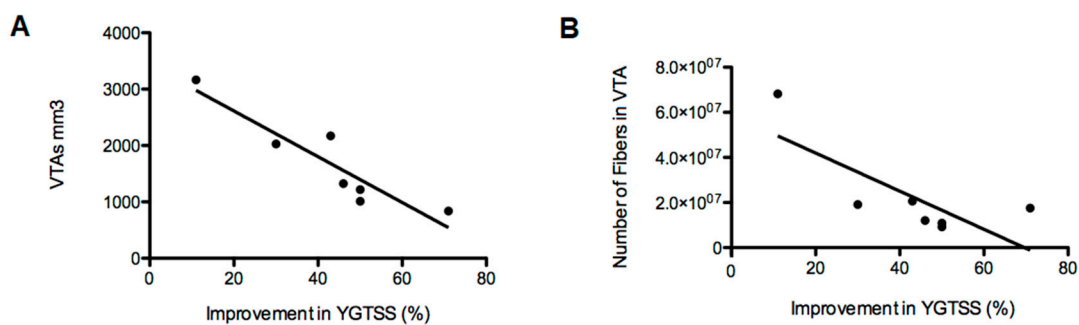 A
4000
3000
2000
1000
0
VTAs mm3
0 20 40 60 80
Improvement in YGTSS (%)
B
8.0×10⁰⁷
6.0×10⁰⁷
4.0×10⁰⁷
2.0×10⁰⁷
0
Number of Fibers in VTA
0 20 40 60 80
Improvement in YGTSS (%)